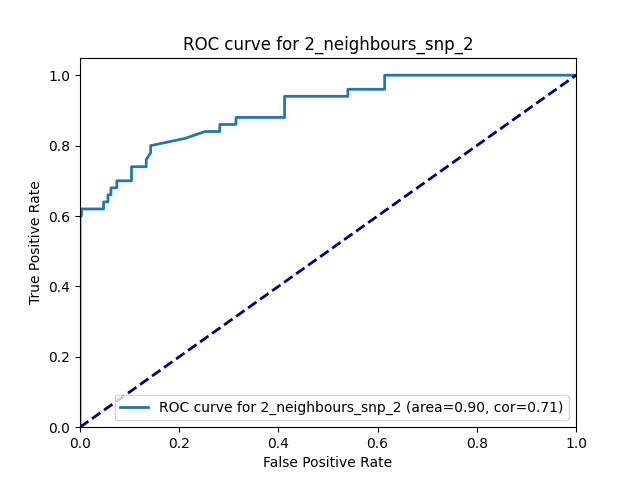 ROC curve for 2_neighbours_snp_2
1.0
0.8
0.6
0.4
0.2
0.0
True Positive Rate
ROC curve for 2_neighbours_snp_2 (area=0.90, cor=0.71)
0.0 0.2 0.4 0.6 0.8 1.0
False Positive Rate